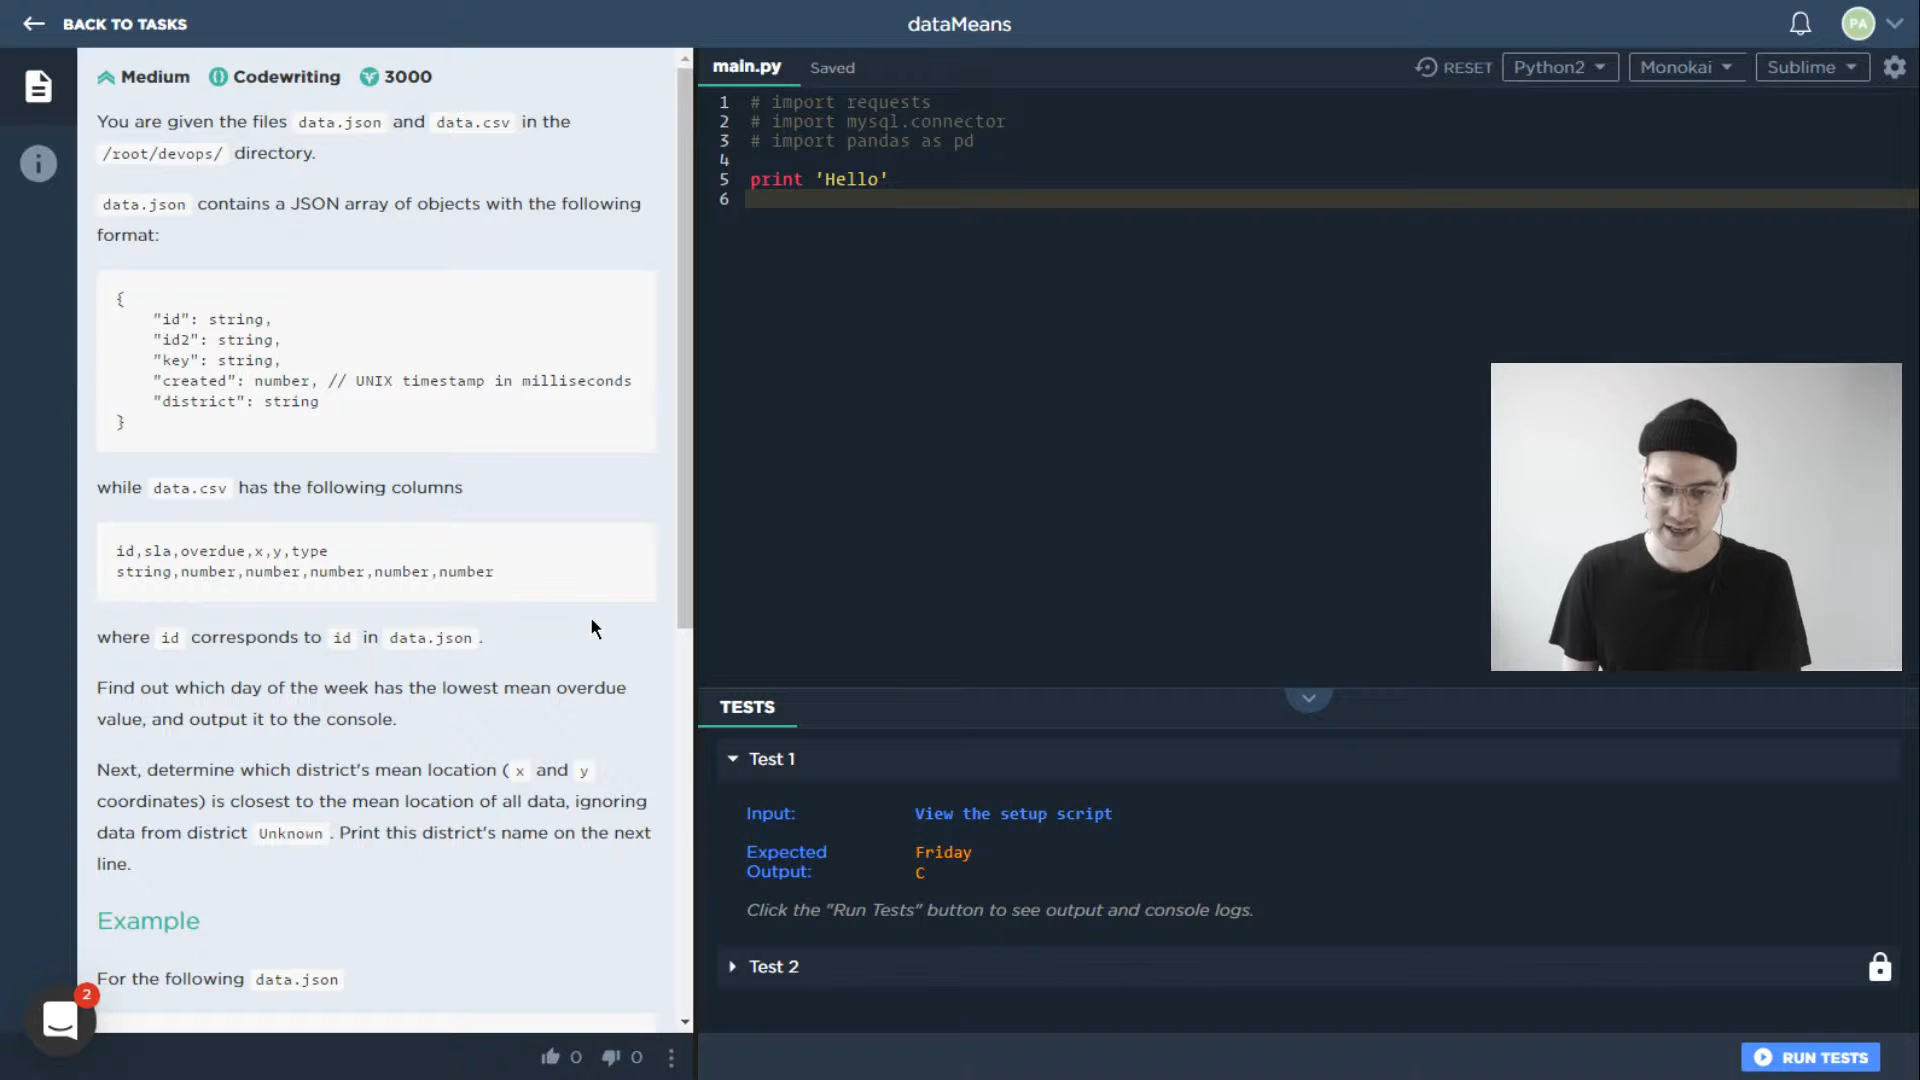 BACK TO TASKS
dataMeans
PA
Medium Codewriting 3000
You are given the files data.json and data.csv in the
/root/devops/ directory.
data.json contains a JSON array of objects with the following
format:
{
"id": string,
"id2": string,
"key": string,
"created": number, // UNIX timestamp in milliseconds
"district": string
}
while data.csv has the following columns
id,sla,overdue,x,y,type
string,number,number,number,number,number
where id corresponds to id in data.json .
Find out which day of the week has the lowest mean overdue
value, and output it to the console.
Next, determine which district's mean location ( x and y
coordinates) is closest to the mean location of all data, ignoring
data from district Unknown . Print this district's name on the next
line.
Example
For the following data.json
2
0 0
main.py Saved
RESET Python2 Monokai Sublime
1 # import requests
2 # import mysql.connector
3 # import pandas as pd
4
5 print 'Hello'
6
TESTS
Test 1
Input: View the setup script
Expected Friday
Output: C
Click the "Run Tests" button to see output and console logs.
Test 2
RUN TESTS